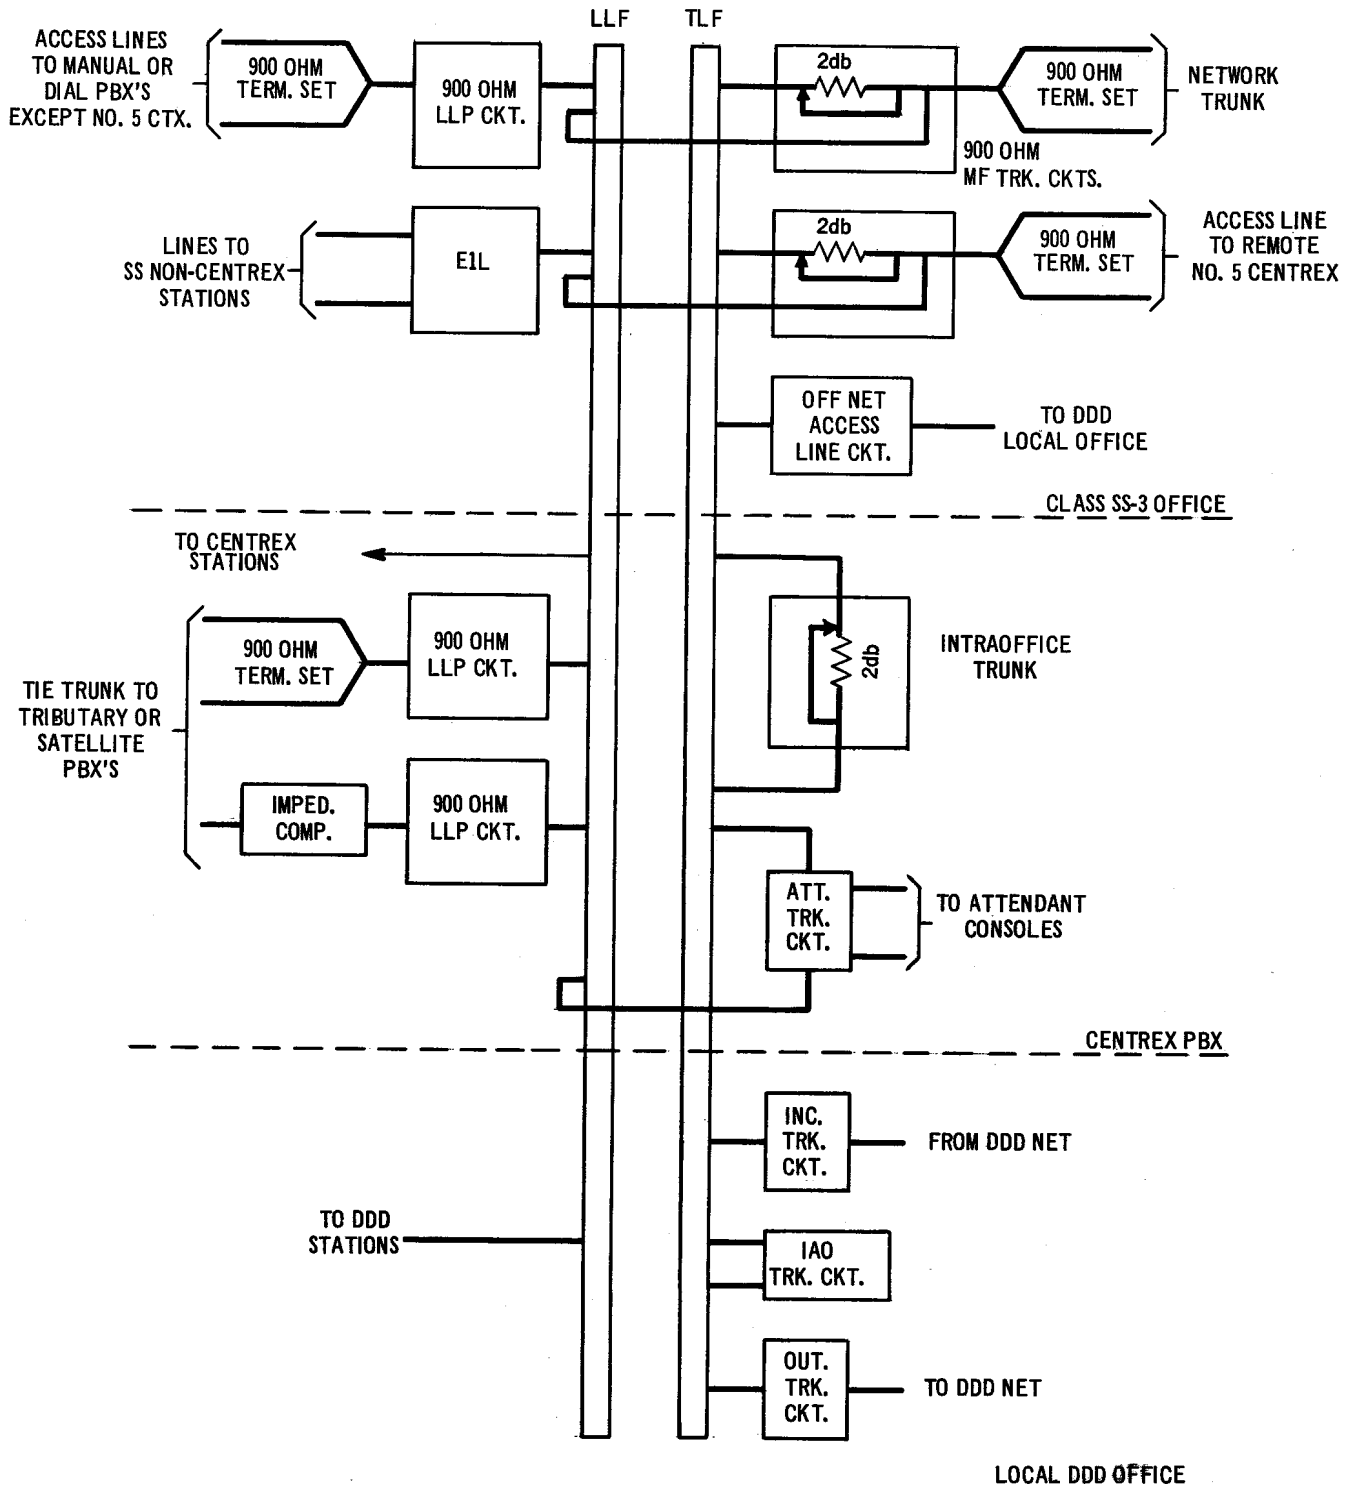 LLF
TLF
ACCESS LINES
TO MANUAL OR
DIAL PBX'S
EXCEPT NO. 5 CTX.
900 OHM
TERM. SET
900 OHM
LLP CKT.
2db
900 OHM
TERM. SET
NETWORK
TRUNK
900 OHM
MF TRK. CKTS.
LINES TO
SS NON-CENTREX
STATIONS
E1L
2db
900 OHM
TERM. SET
ACCESS LINE
TO REMOTE
NO. 5 CENTREX
OFF NET
ACCESS
LINE CKT.
TO DDD
LOCAL OFFICE
CLASS SS-3 OFFICE
TO CENTREX
STATIONS
TIE TRUNK TO
TRIBUTARY OR
SATELLITE
PBX'S
900 OHM
TERM. SET
900 OHM
LLP CKT.
2db
INTRAOFFICE
TRUNK
IMPED.
COMP.
900 OHM
LLP CKT.
ATT.
TRK.
CKT.
TO ATTENDANT
CONSOLES
CENTREX PBX
INC.
TRK.
CKT.
FROM DDD NET
TO DDD
STATIONS
IAO
TRK. CKT.
OUT.
TRK.
CKT.
TO DDD NET
LOCAL DDD OFFICE